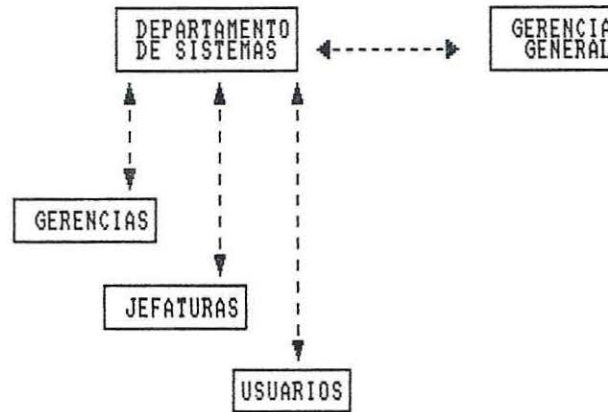 DEPARTAMENTO
DE SISTEMAS
GERENCIA
GENERAL
GERENCIAS
JEFATURAS
USUARIOS